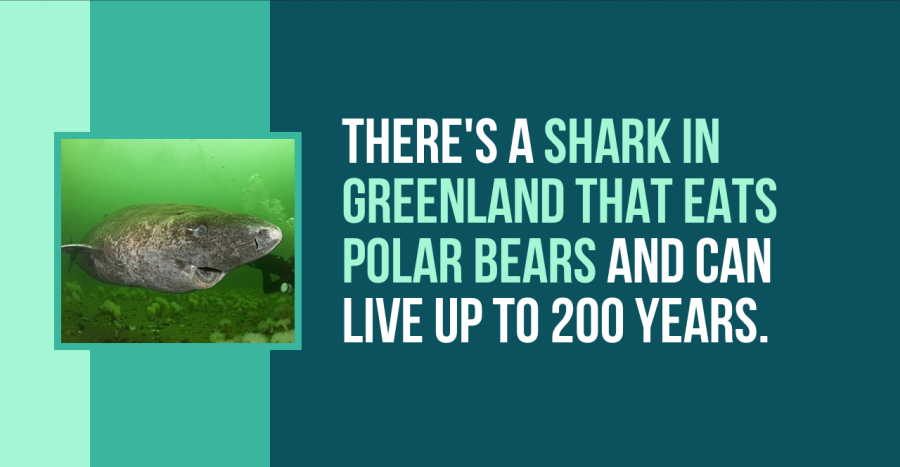 THERE'S A SHARK IN
GREENLAND THAT EATS
POLAR BEARS AND CAN
LIVE UP TO 200 YEARS.